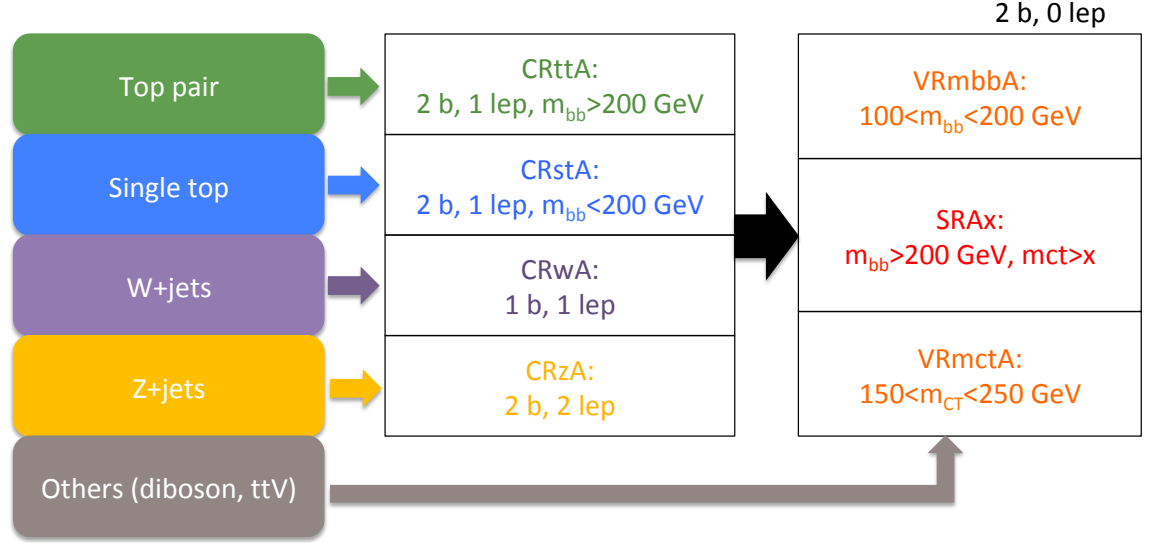 2 b, 0 lep
Top pair
CRttA:
2 b, 1 lep, mbb>200 GeV
VRmbbA:
100<mbb<200 GeV
Single top
CRstA:
2 b, 1 lep, mbb<200 GeV
SRAx:
mbb>200 GeV, mct>x
W+jets
CRwA:
1 b, 1 lep
Z+jets
CRzA:
2 b, 2 lep
VRmctA:
150<mCT<250 GeV
Others (diboson, ttV)